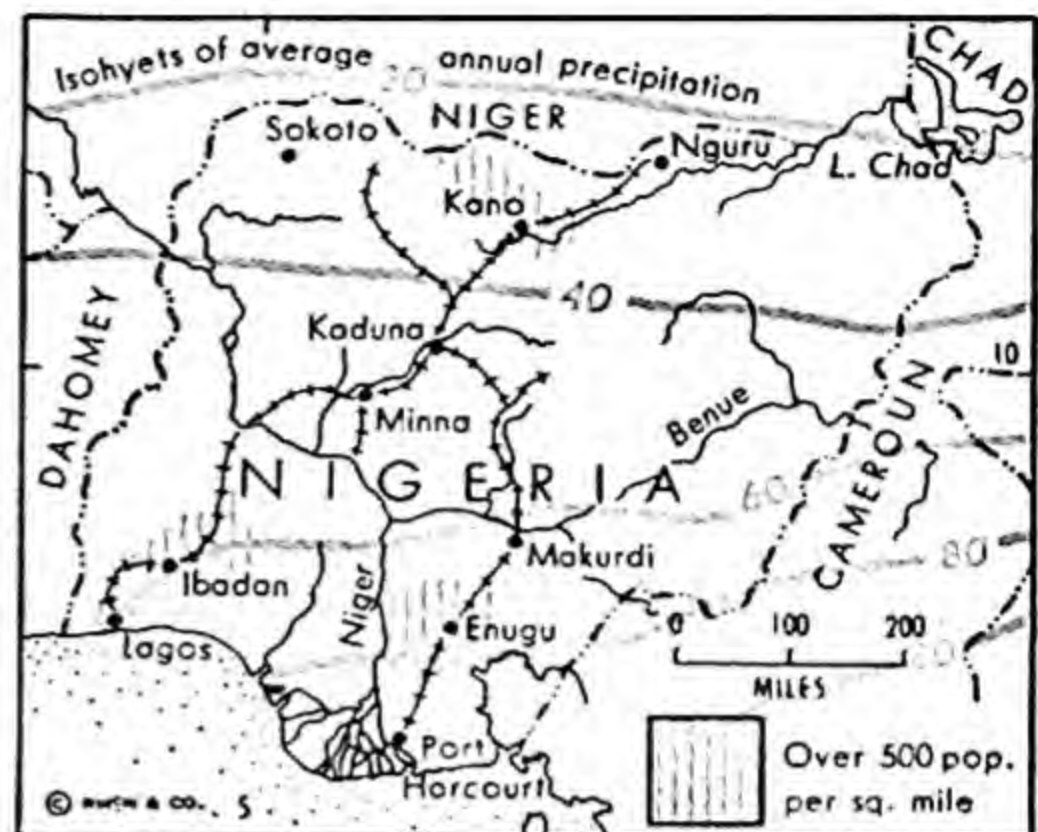 Isohyets of average annual precipitation
20
CHAD
Sokoto
NIGER
Nguru
L. Chad
Kano
40
DAHOMEY
Kaduna
10
Minna
Benue
NIGERIA
60
CAMEROUN
Makurdi
80
Ibadan
Niger
Enugu
Lagos
0 100 200
MILES
Port
Harcourt
Over 500 pop.
per sq. mile
© & CO. S